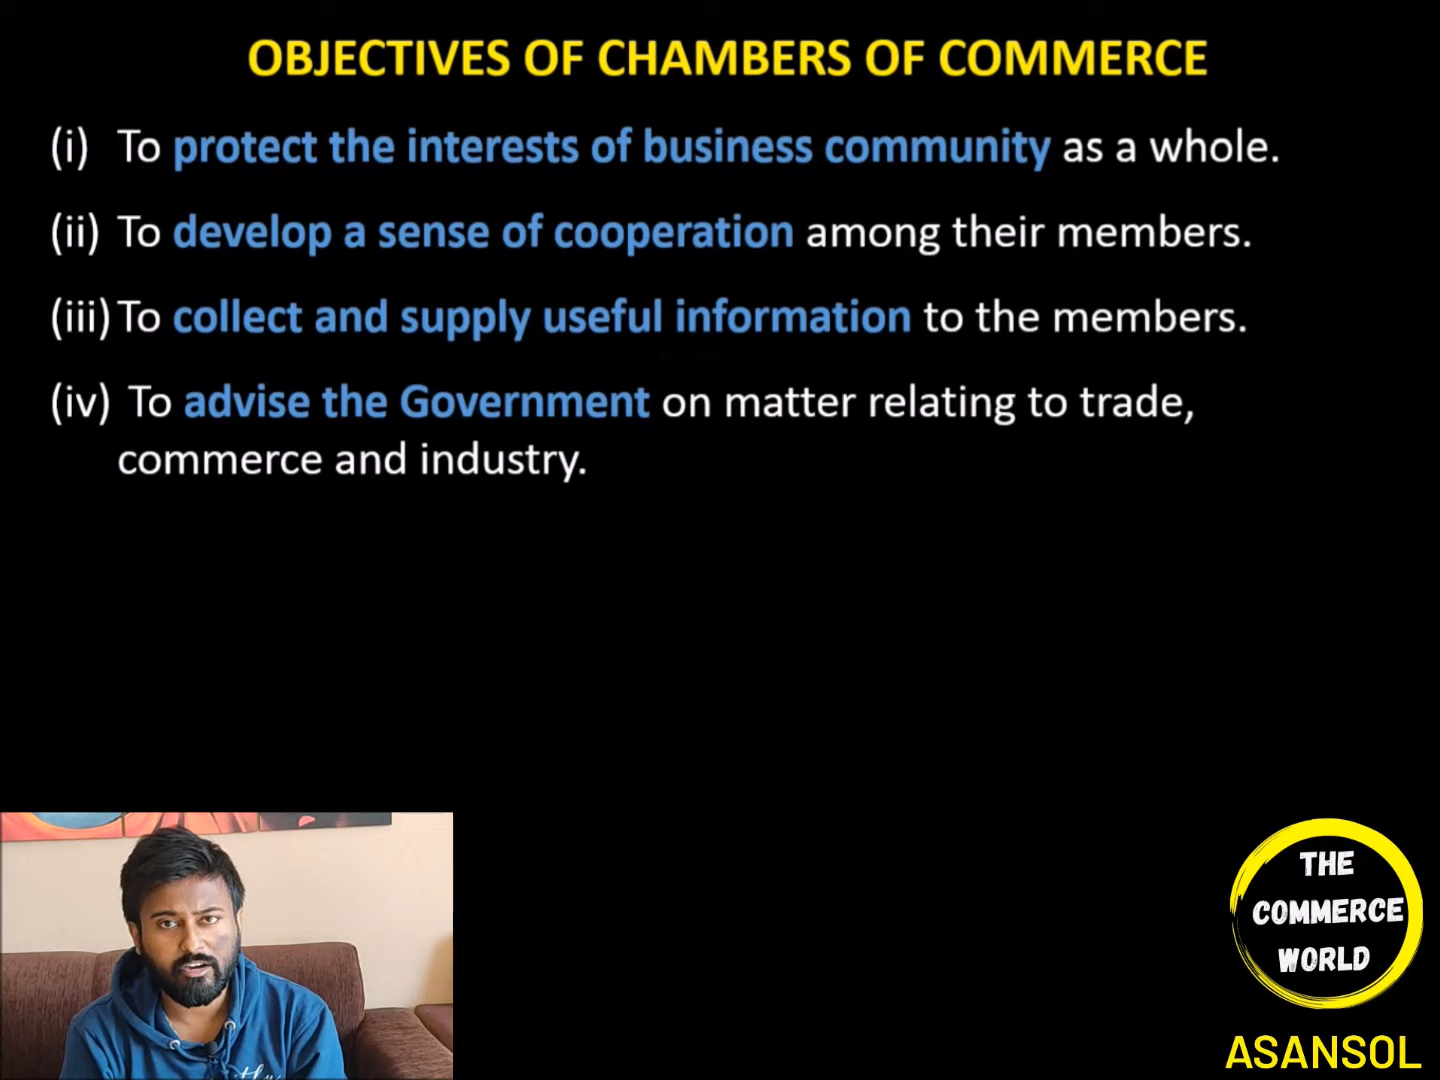 OBJECTIVES OF CHAMBERS OF COMMERCE
(i) To protect the interests of business community as a whole.
(ii) To develop a sense of cooperation among their members.
(iii) To collect and supply useful information to the members.
(iv) To advise the Government on matter relating to trade,
commerce and industry.
THE
COMMERCE
WORLD
ASANSOL